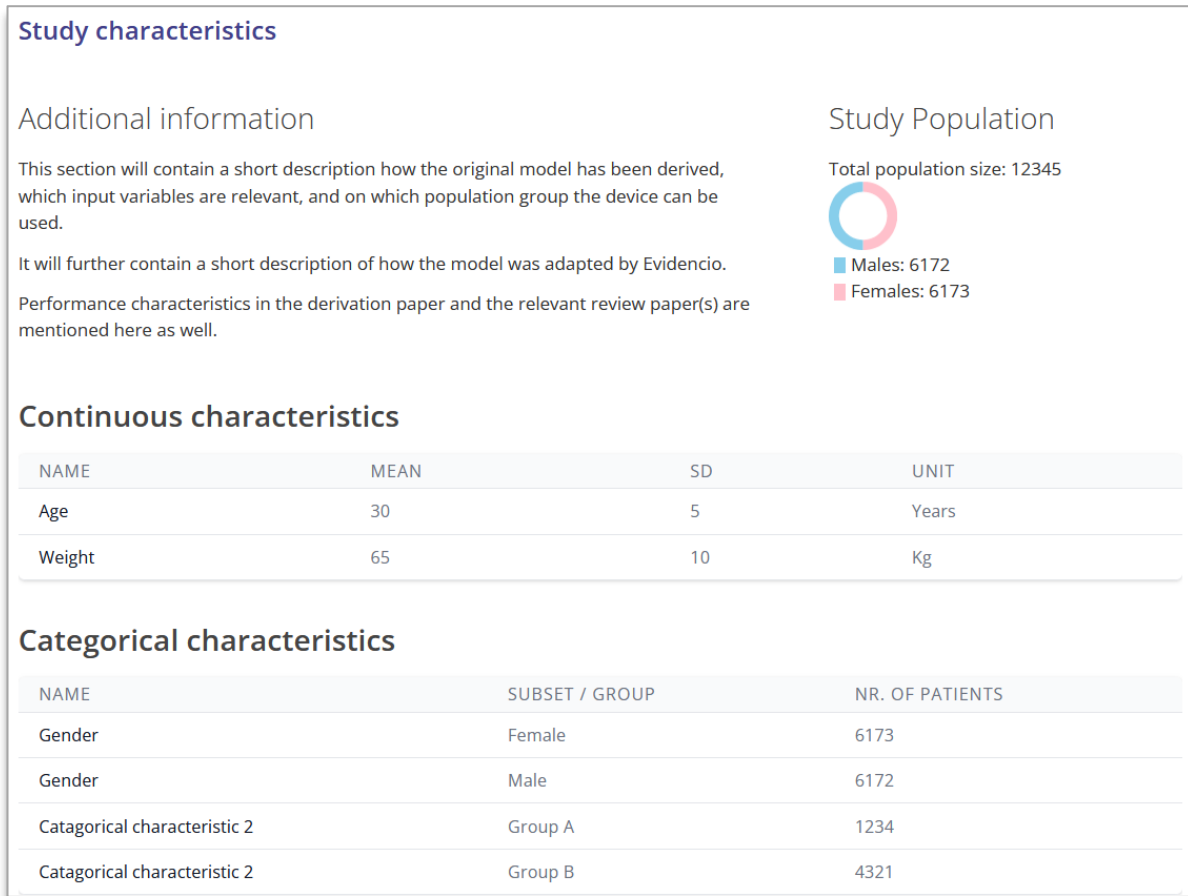 Study characteristics
Additional information
This section will contain a short description how the original model has been derived,
which input variables are relevant, and on which population group the device can be
used.
It will further contain a short description of how the model was adapted by Evidencio.
Performance characteristics in the derivation paper and the relevant review paper(s) are
mentioned here as well.
Study Population
Total population size: 12345
Males: 6172
Females: 6173
Continuous characteristics
NAME MEAN SD UNIT
Age 30 5 Years
Weight 65 10 Kg
Categorical characteristics
NAME SUBSET / GROUP NR. OF PATIENTS
Gender Female 6173
Gender Male 6172
Catagorical characteristic 2 Group A 1234
Catagorical characteristic 2 Group B 4321